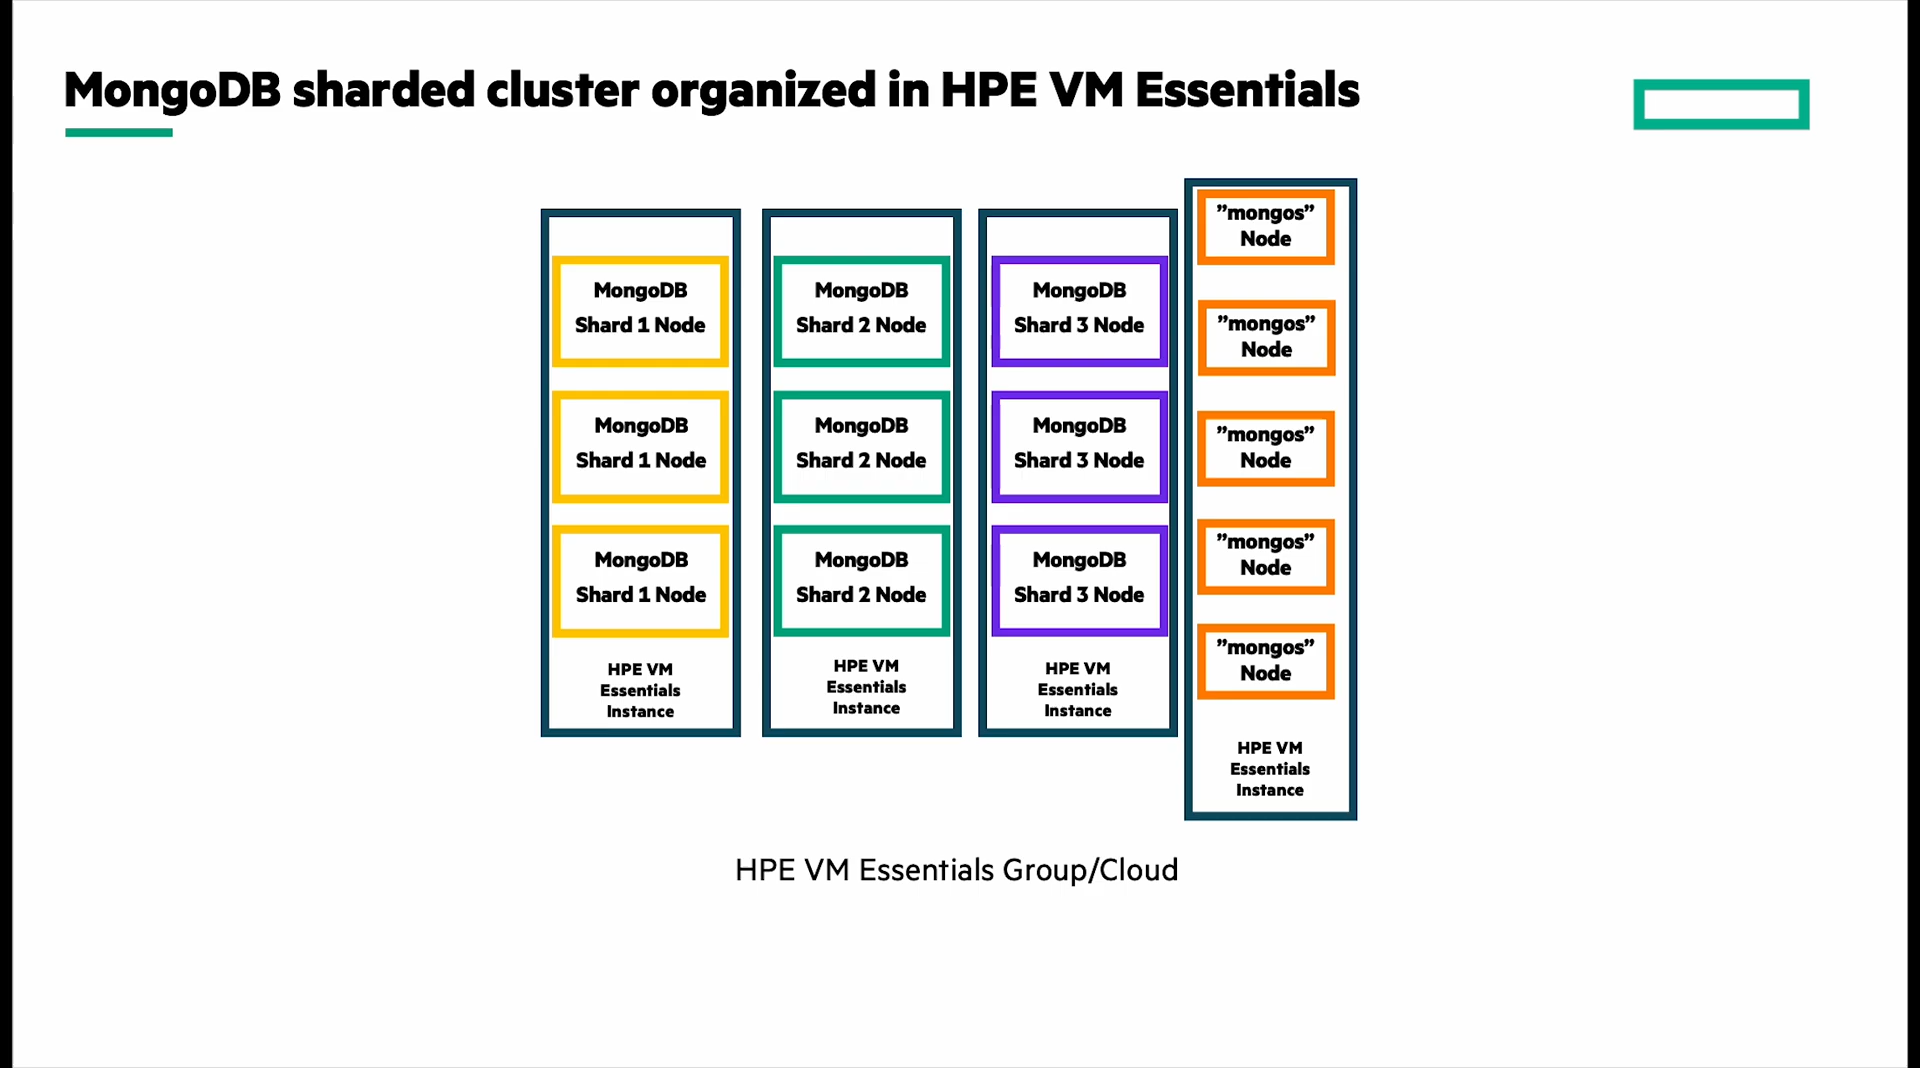 MongoDB sharded cluster organized in HPE VM Essentials
MongoDB
Shard 1 Node
MongoDB
Shard 1 Node
MongoDB
Shard 1 Node
HPE VM
Essentials
Instance
MongoDB
Shard 2 Node
MongoDB
Shard 2 Node
MongoDB
Shard 2 Node
HPE VM
Essentials
Instance
MongoDB
Shard 3 Node
MongoDB
Shard 3 Node
MongoDB
Shard 3 Node
HPE VM
Essentials
Instance
”mongos”
Node
”mongos”
Node
”mongos”
Node
”mongos”
Node
”mongos”
Node
HPE VM
Essentials
Instance
HPE VM Essentials Group/Cloud